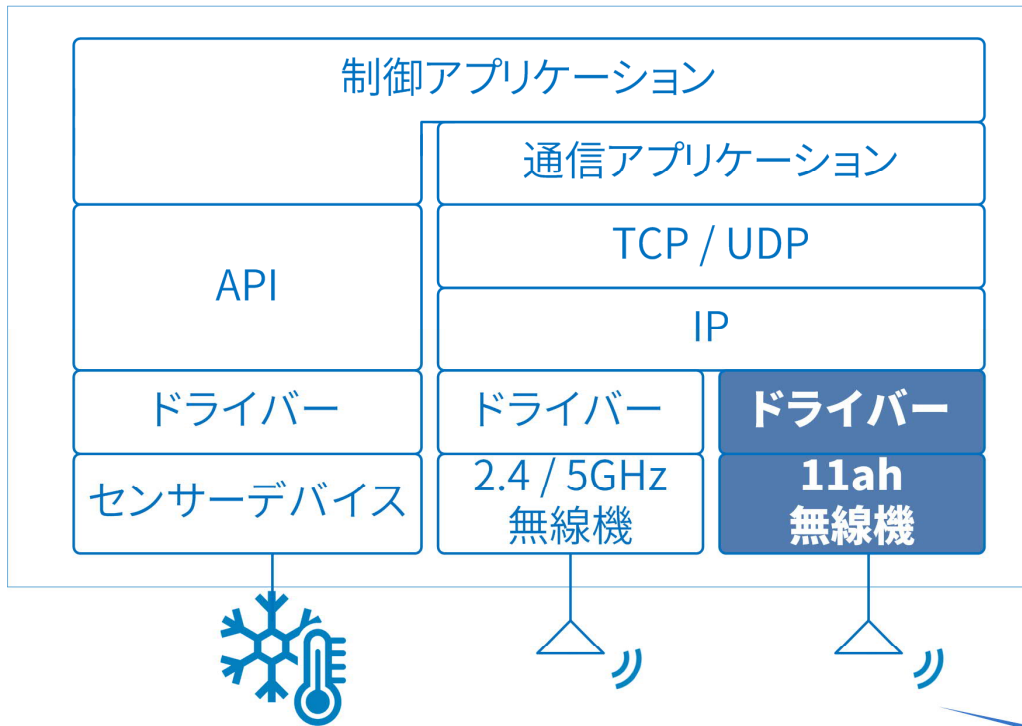 制御アプリケーション
通信アプリケーション
API
TCP / UDP
IP
ドライバー
ドライバー
ドライバー
センサーデバイス
2.4 / 5GHz
無線機
11ah
無線機